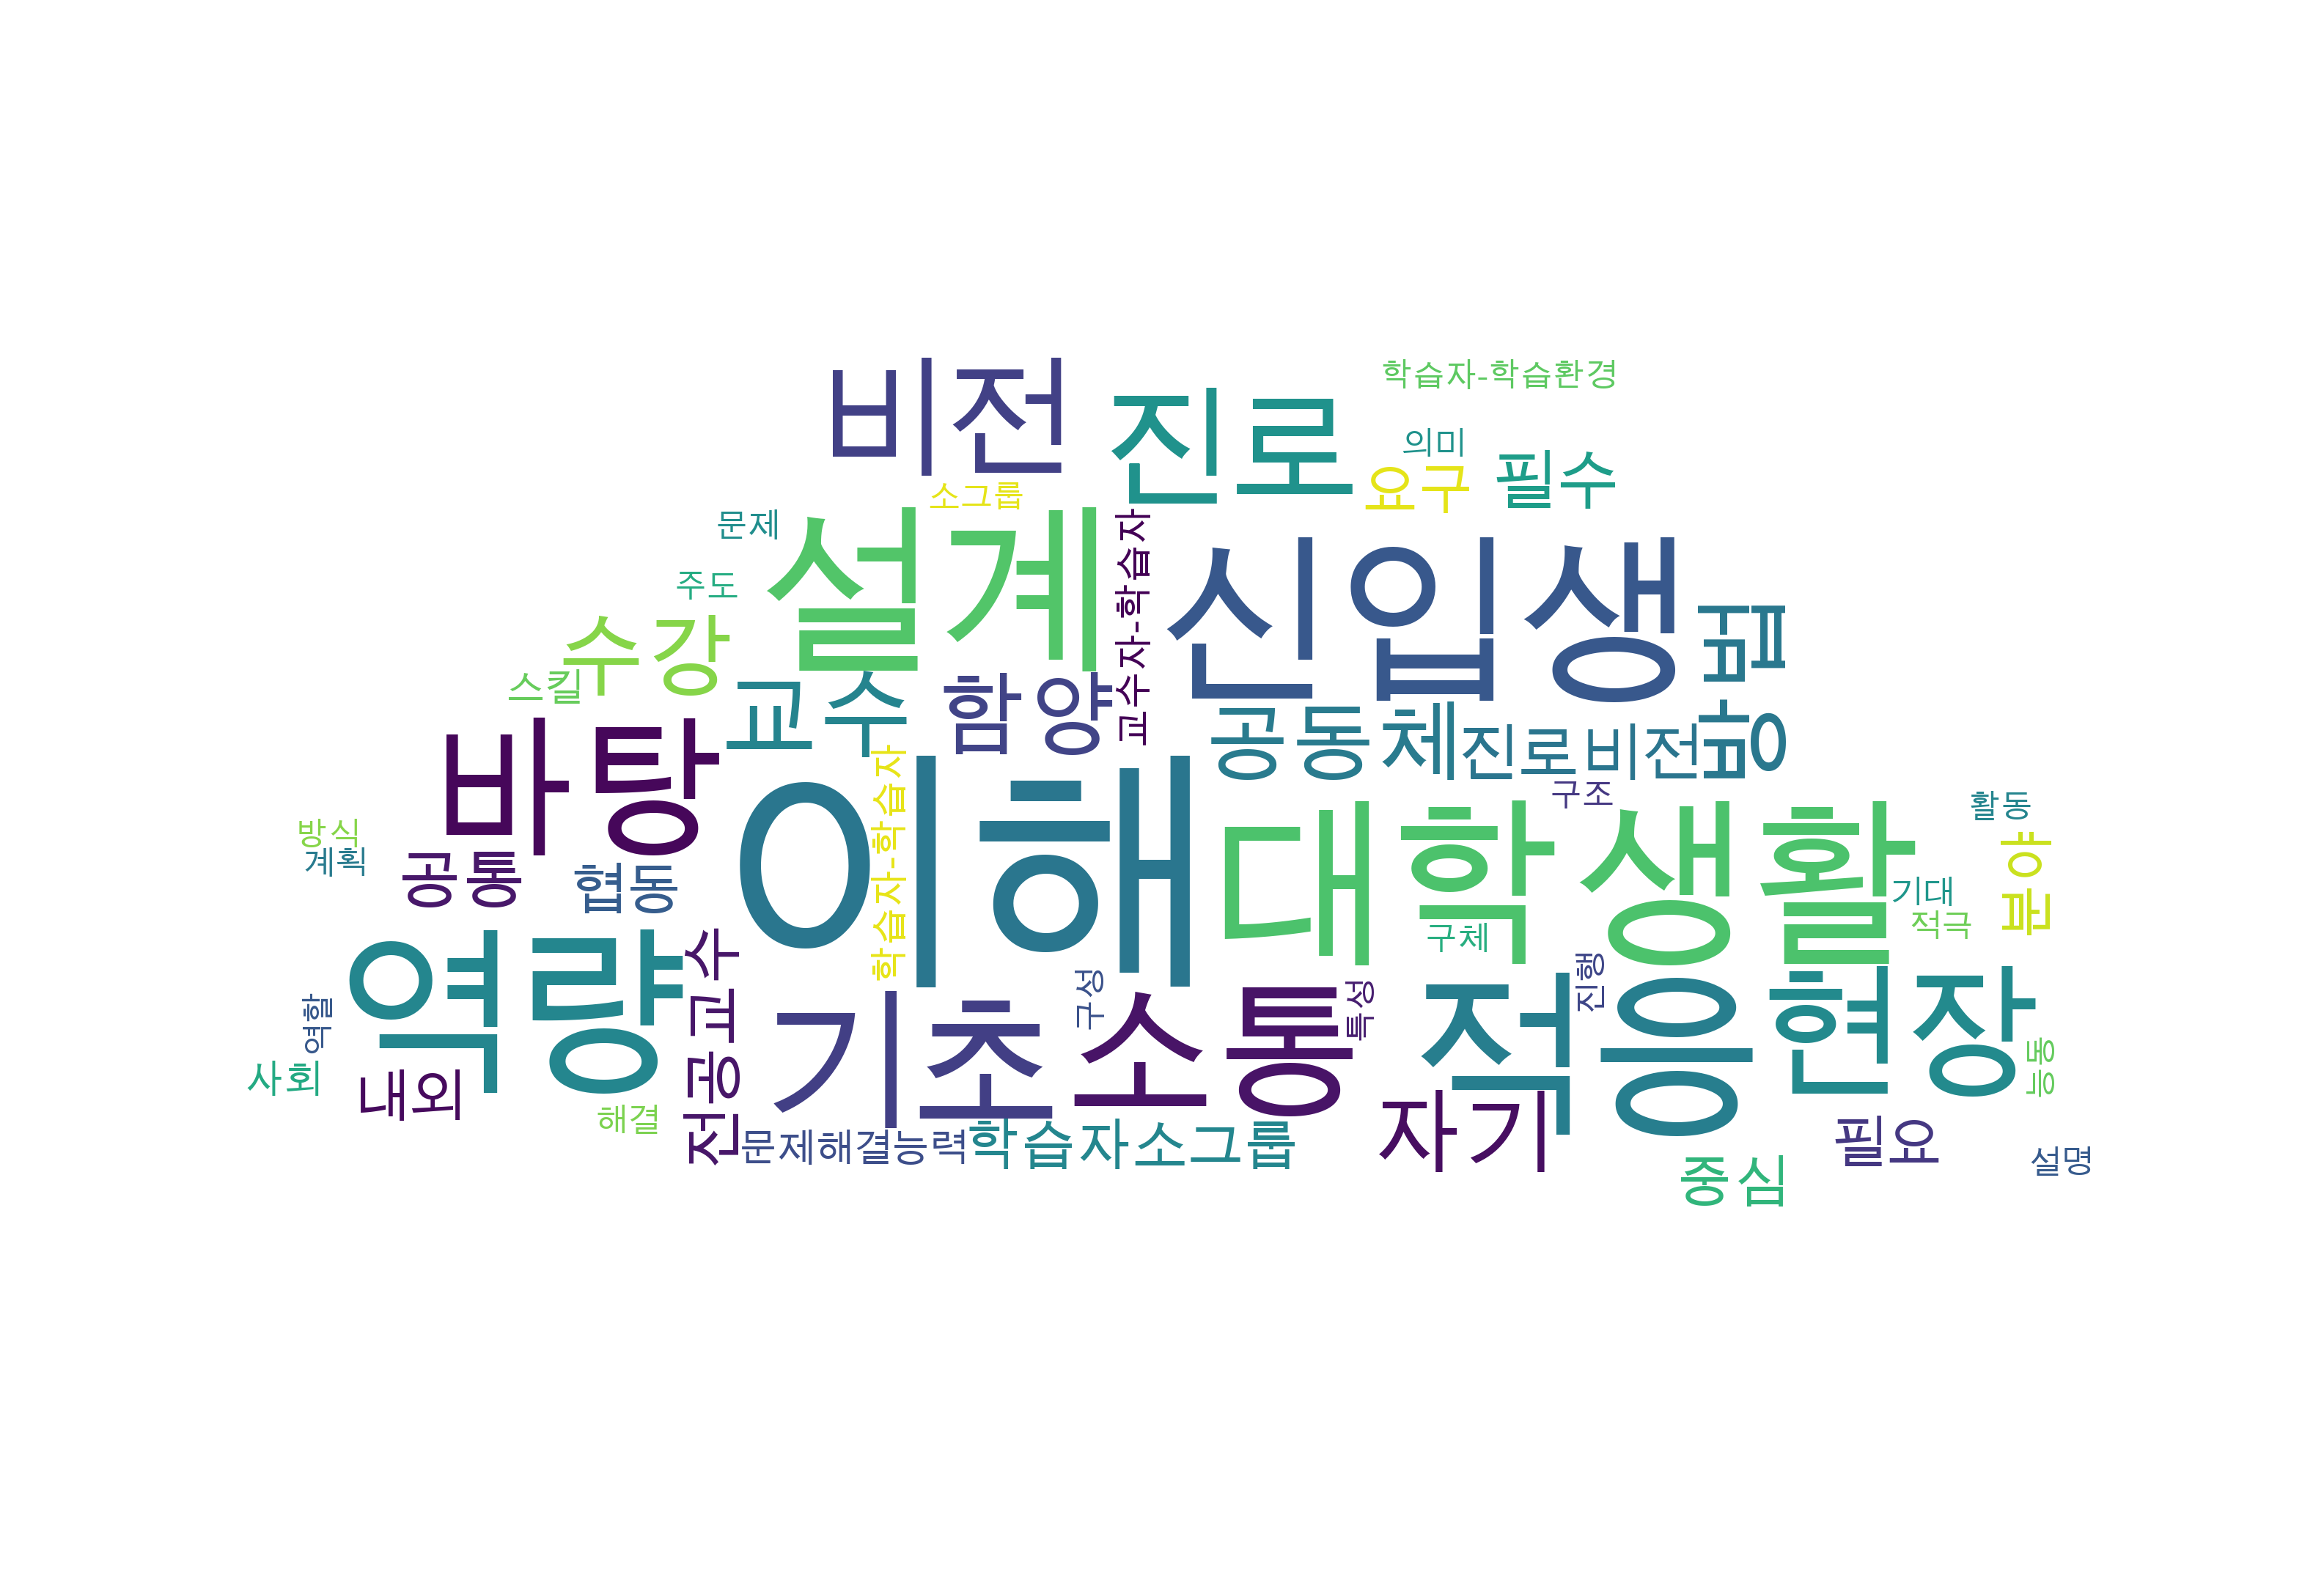 비전
진로
학습자-학습환경
의미
요구
필수
소그룹
문제
설계
교수자-학습자
신입생
주도
수강
스킬
교수
함양
방법
공동체
진로비전
구조
바탕
이해
학습자-학습자
대학생활
활동
분야
방식
계획
공통
협동
기대
적극
구체
역량
전공교수
구성
특성
진행
적응
현장
역할
사회
내외
해결
기초
소통
능동
자기
문제해결능력
학습자소그룹
필요
중심
설명